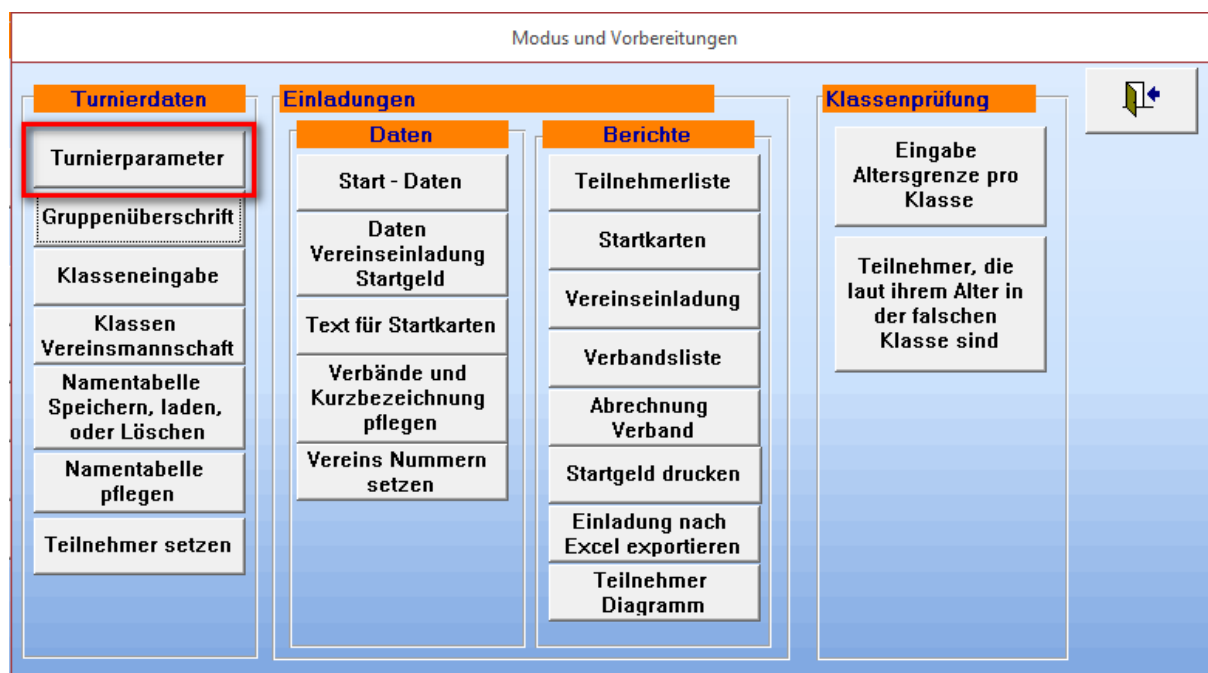 Modus und Vorbereitungen
Turnierdaten
Turnierparameter
Gruppenüberschrift
Klasseneingabe
Klassen
Vereinsmannschaft
Namentabelle
Speichern, laden,
oder Löschen
Namentabelle
pflegen
Teilnehmer setzen
Einladungen
Daten
Start - Daten
Daten
Vereinseinladung
Startgeld
Text für Startkarten
Verbände und
Kurzbezeichnung
pflegen
Vereins Nummern
setzen
Berichte
Teilnehmerliste
Startkarten
Vereinseinladung
Verbandsliste
Abrechnung
Verband
Startgeld drucken
Einladung nach
Excel exportieren
Teilnehmer
Diagramm
Klassenprüfung
Eingabe
Altersgrenze pro
Klasse
Teilnehmer, die
laut ihrem Alter in
der falschen
Klasse sind